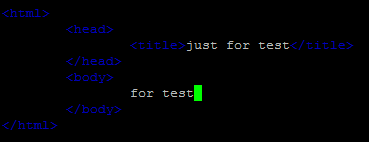 <html>
<head>
<title>just for test</title>
</head>
<body>
for test
</body>
</html>